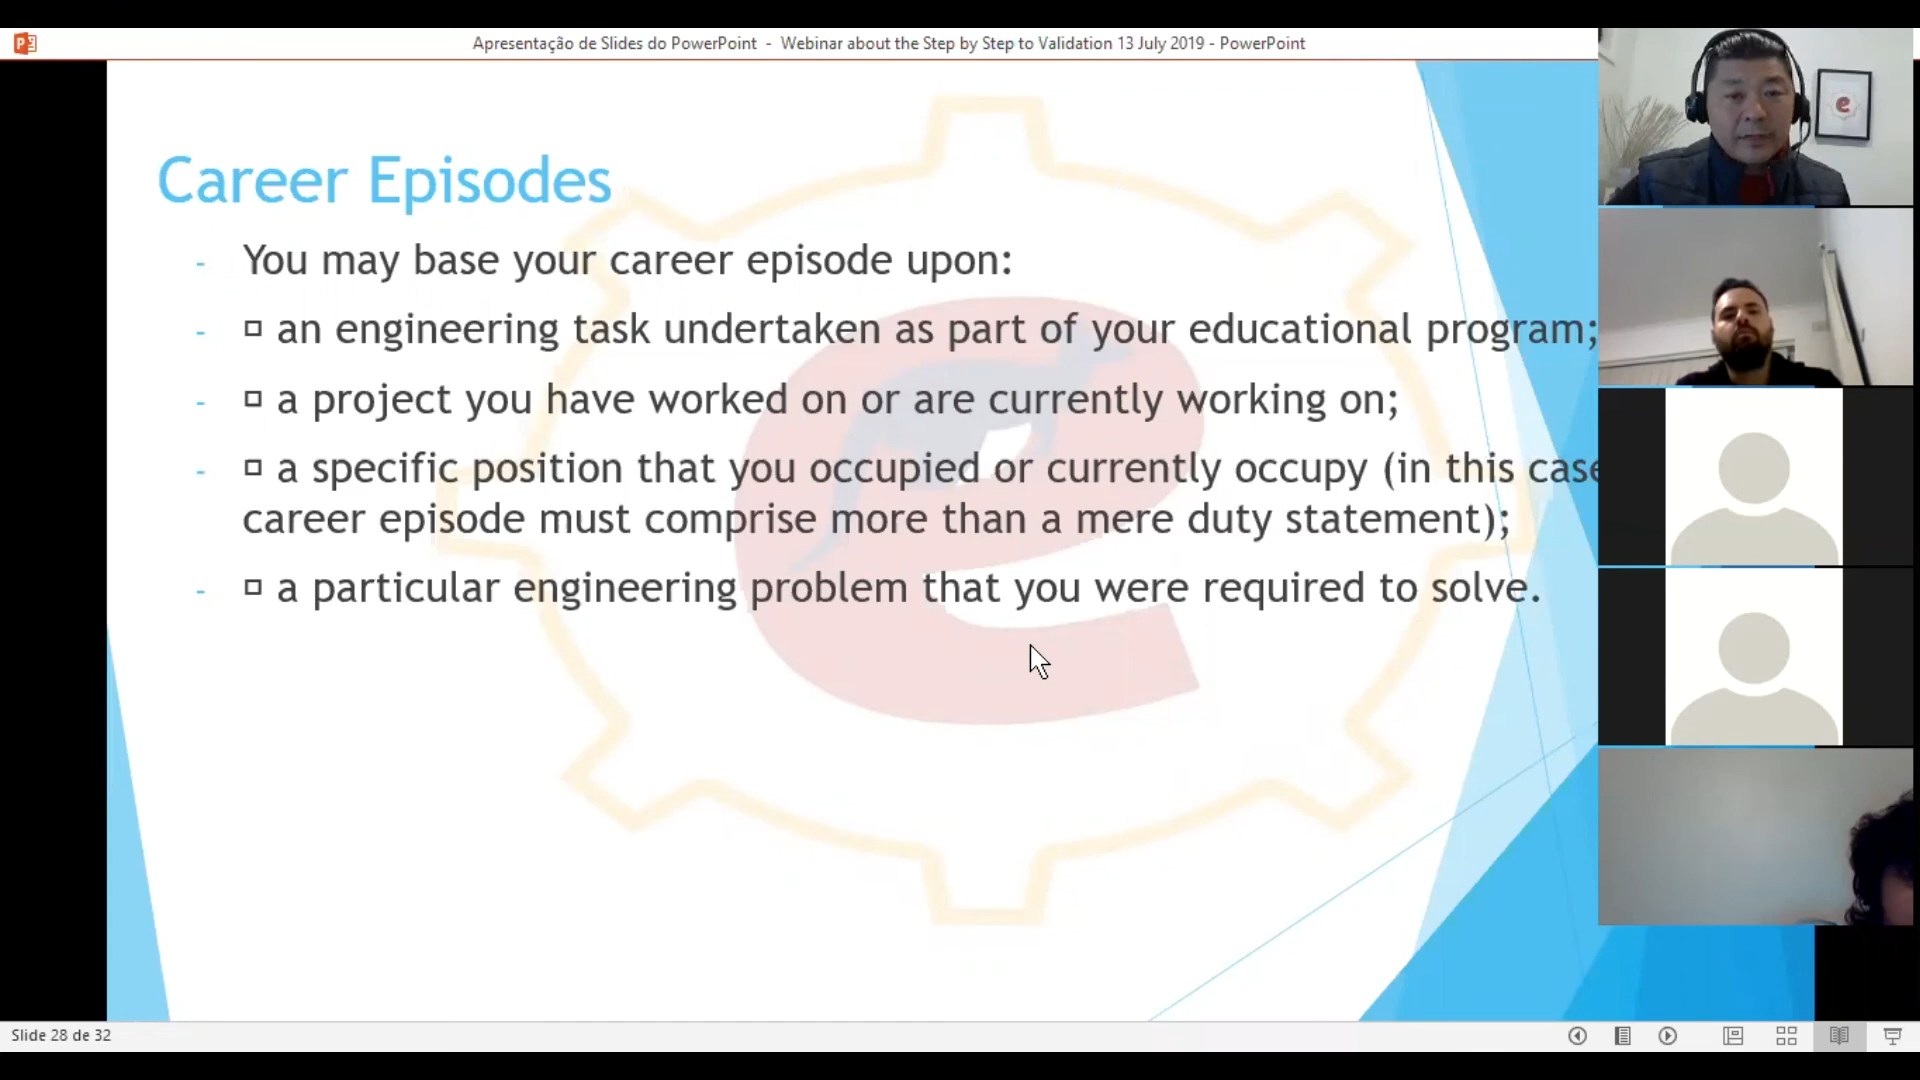 Apresentação de Slides do PowerPoint - Webinar about the Step by Step to Validation 13 July 2019 - PowerPoint
Career Episodes
- You may base your career episode upon:
- □ an engineering task undertaken as part of your educational program;
- □ a project you have worked on or are currently working on;
- □ a specific position that you occupied or currently occupy (in this case
career episode must comprise more than a mere duty statement);
- □ a particular engineering problem that you were required to solve.
e
Slide 28 de 32